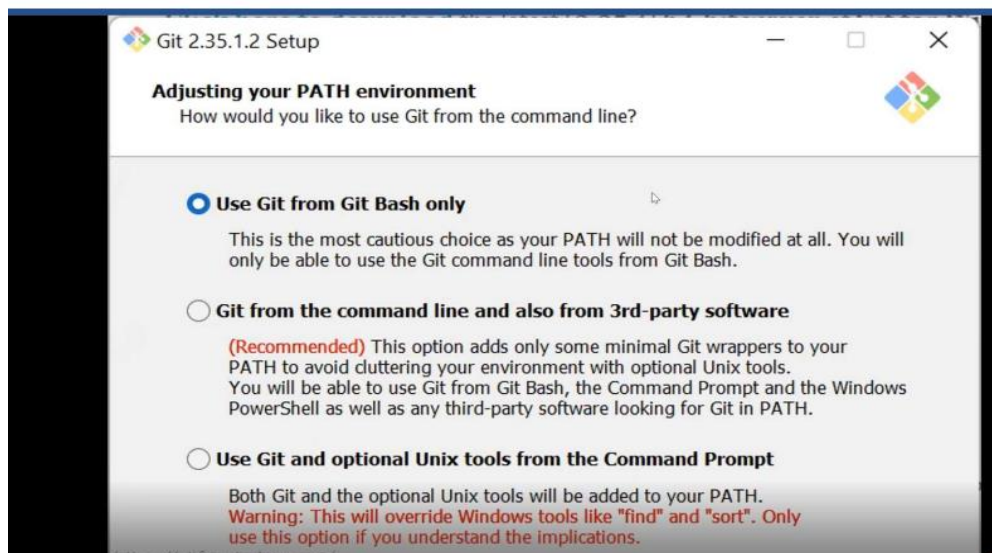 Git 2.35.1.2 Setup
Adjusting your PATH environment
How would you like to use Git from the command line?
Use Git from Git Bash only
This is the most cautious choice as your PATH will not be modified at all. You will
only be able to use the Git command line tools from Git Bash.
Git from the command line and also from 3rd-party software
(Recommended) This option adds only some minimal Git wrappers to your
PATH to avoid cluttering your environment with optional Unix tools.
You will be able to use Git from Git Bash, the Command Prompt and the Windows
PowerShell as well as any third-party software looking for Git in PATH.
Use Git and optional Unix tools from the Command Prompt
Both Git and the optional Unix tools will be added to your PATH.
Warning: This will override Windows tools like "find" and "sort". Only
use this option if you understand the implications.